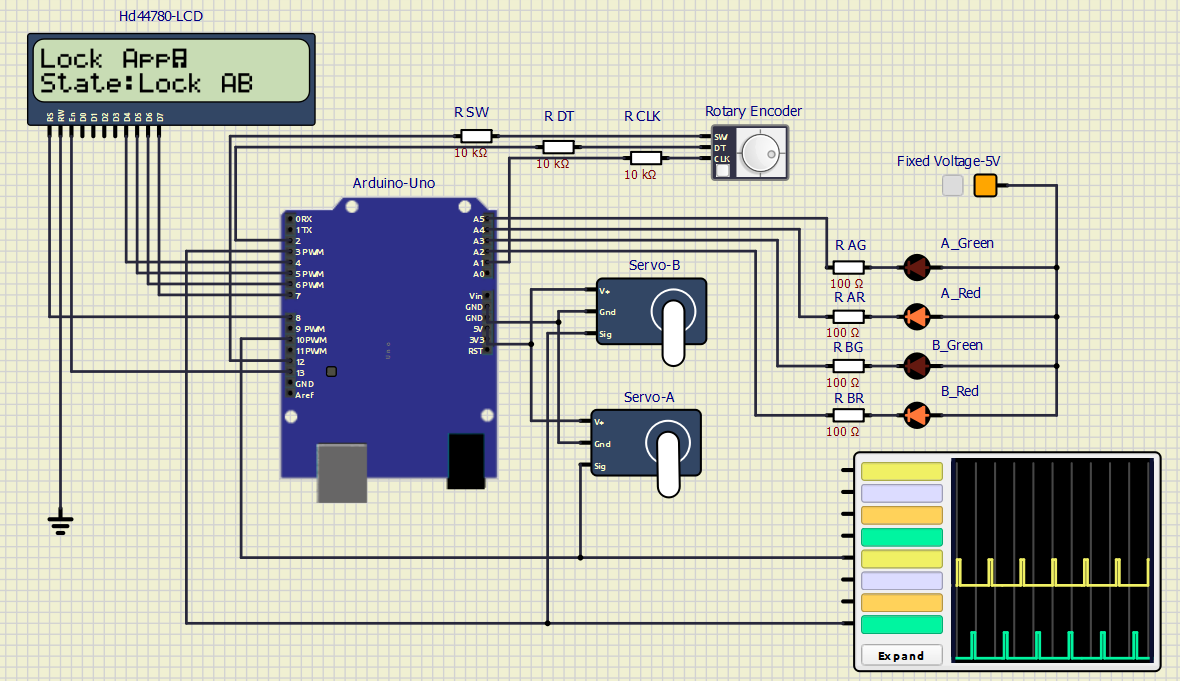 Hd44780-LCD
Lock App
State:Lock AB
RS RW En D0 D1 D2 D3 D4 D5 D6 D7
R SW
10 kΩ
R DT
10 kΩ
R CLK
10 kΩ
Rotary Encoder
SW
DT
CLK
Fixed Voltage-5V
Arduino-Uno
0RX
1TX
2
3 PWM
4
5 PWM
6 PWM
7
8
9 PWM
10PWM
11PWM
12
13
GND
Aref
A5
A4
A3
A2
A1
A0
Vin
GND
GND
5V
3V3
RST
Servo-B
V+
Gnd
Sig
Servo-A
V+
Gnd
Sig
R AG
100 Ω
A_Green
R AR
100 Ω
A_Red
R BG
100 Ω
B_Green
R BR
100 Ω
B_Red
Expand